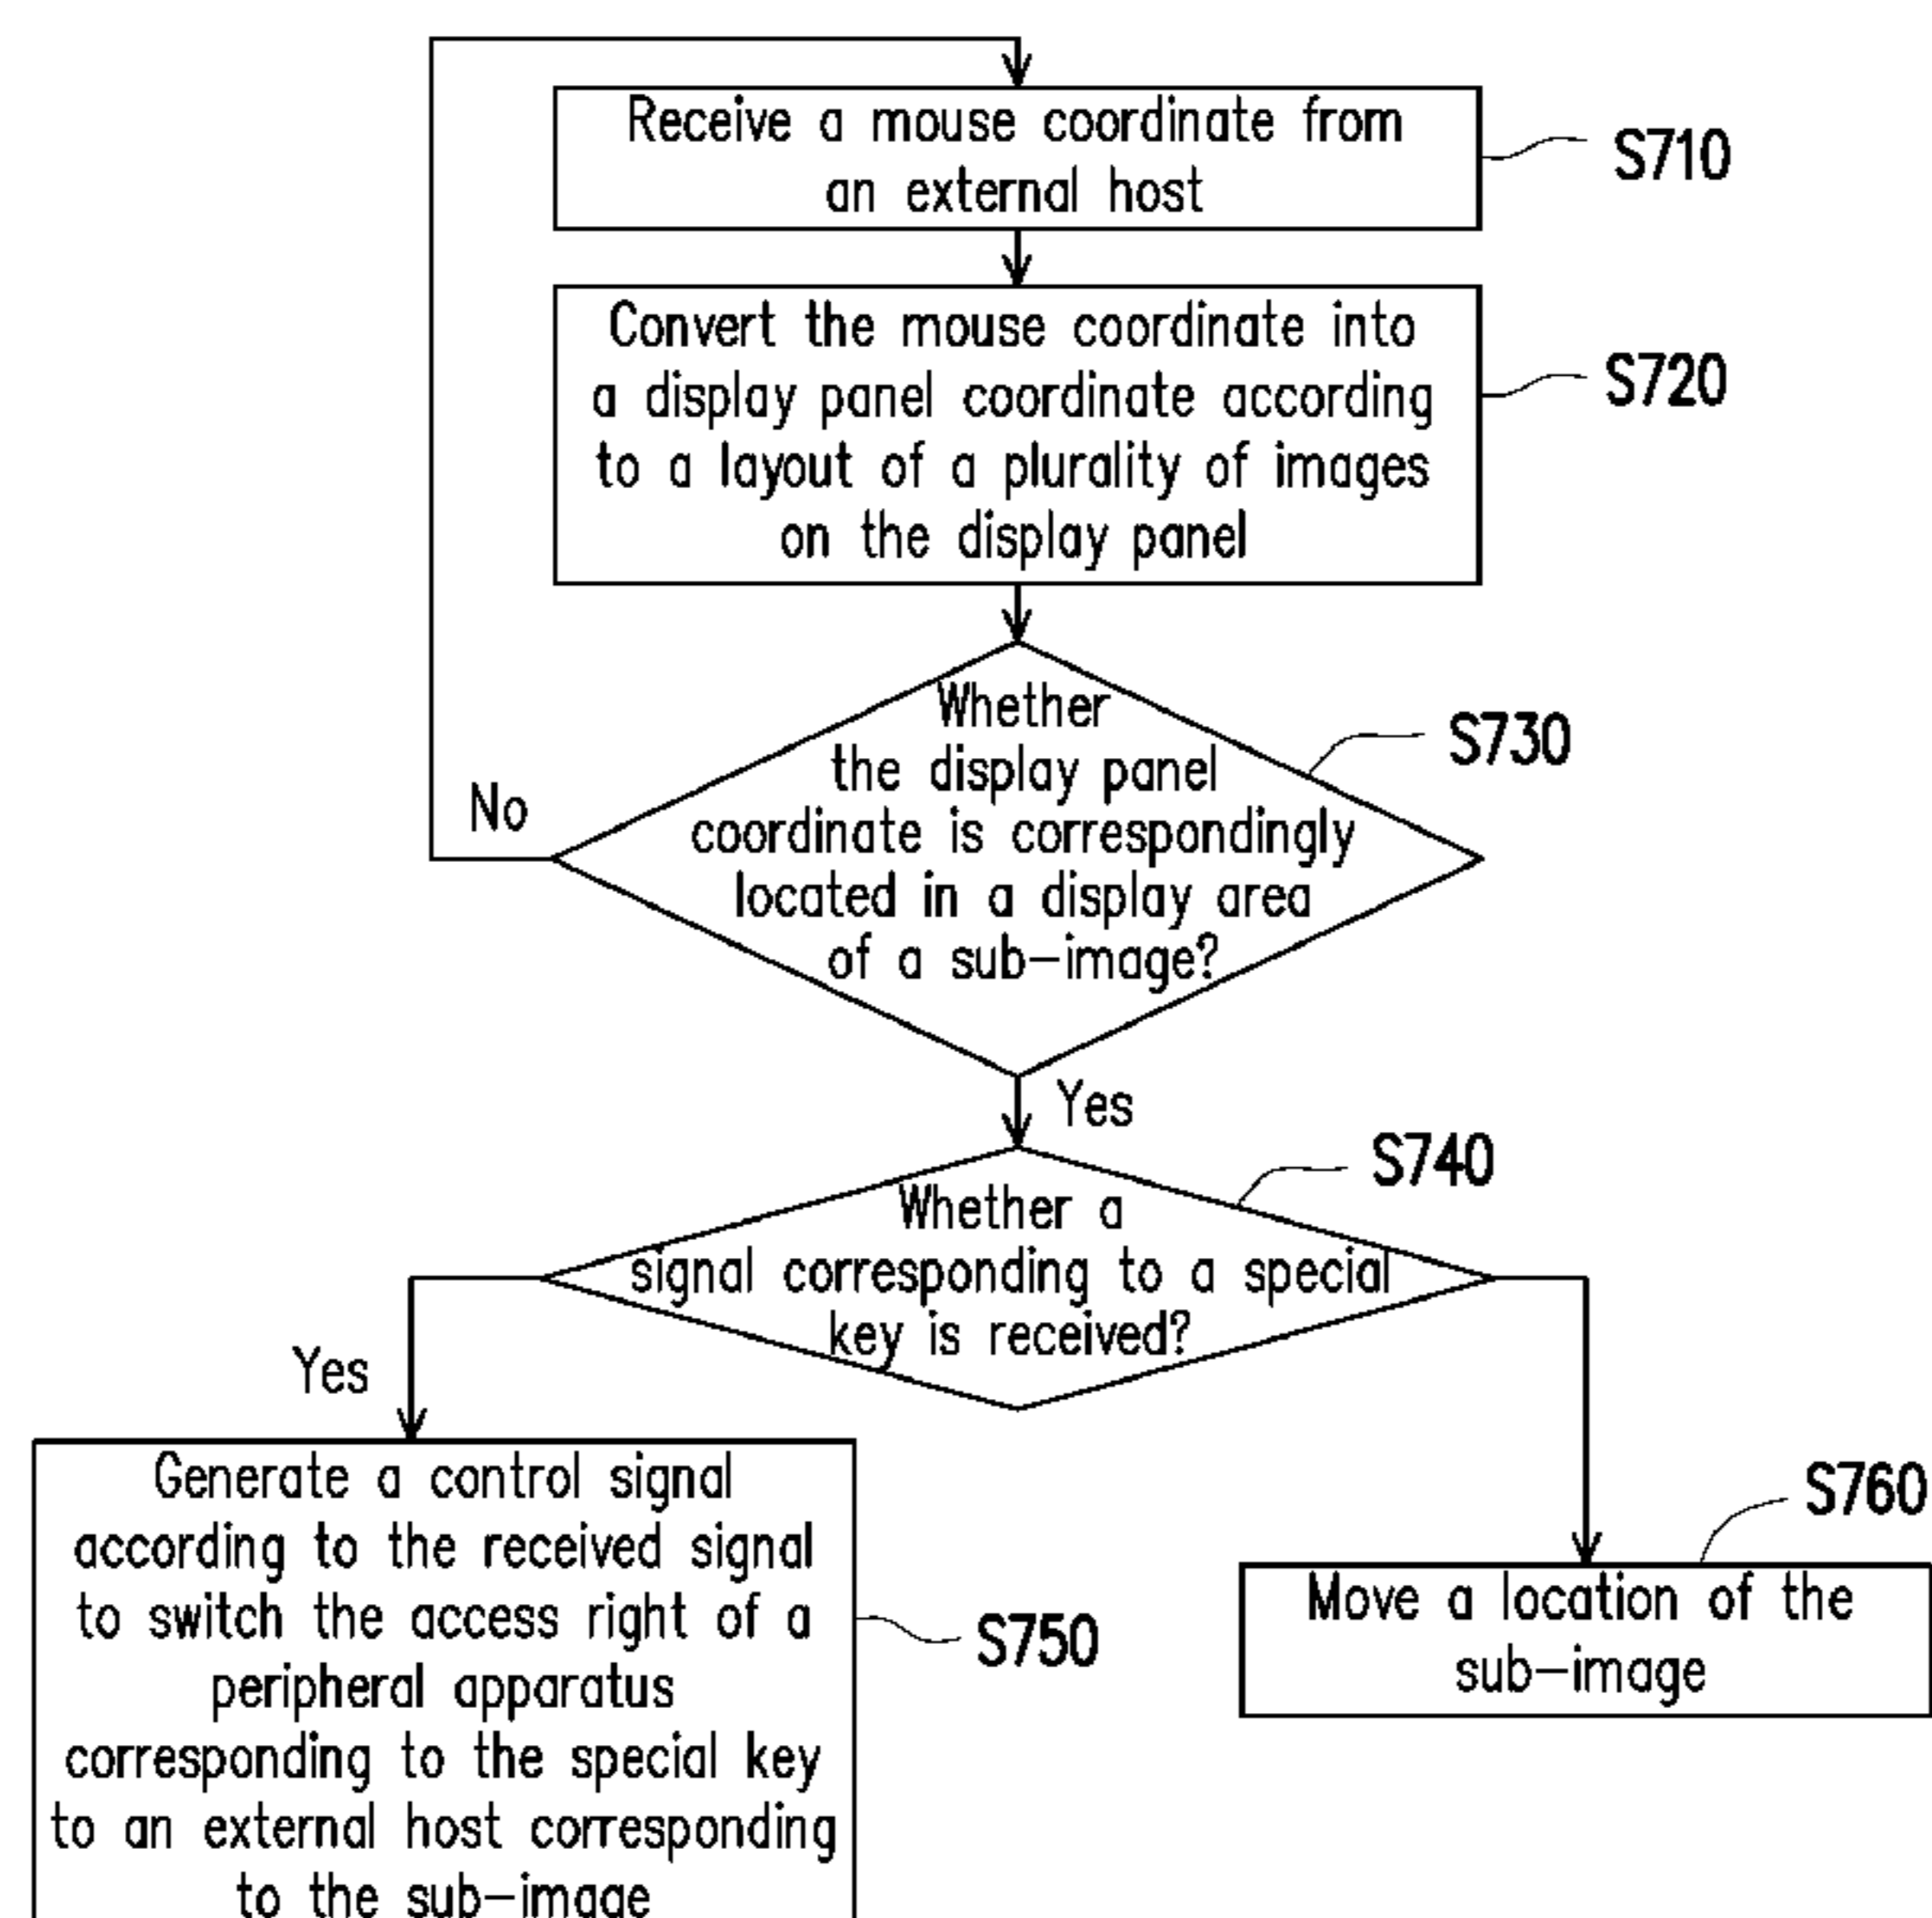 Receive a mouse coordinate from
an external host
S710
Convert the mouse coordinate into
a display panel coordinate according
to a layout of a plurality of images
on the display panel
S720
Whether
the display panel
coordinate is correspondingly
located in a display area
of a sub-image?
S730
No
Yes
Whether a
signal corresponding to a special
key is received?
S740
Yes
Generate a control signal
according to the received signal
to switch the access right of a
peripheral apparatus
corresponding to the special key
to an external host corresponding
to the sub-image
S750
S760
Move a location of the
sub-image